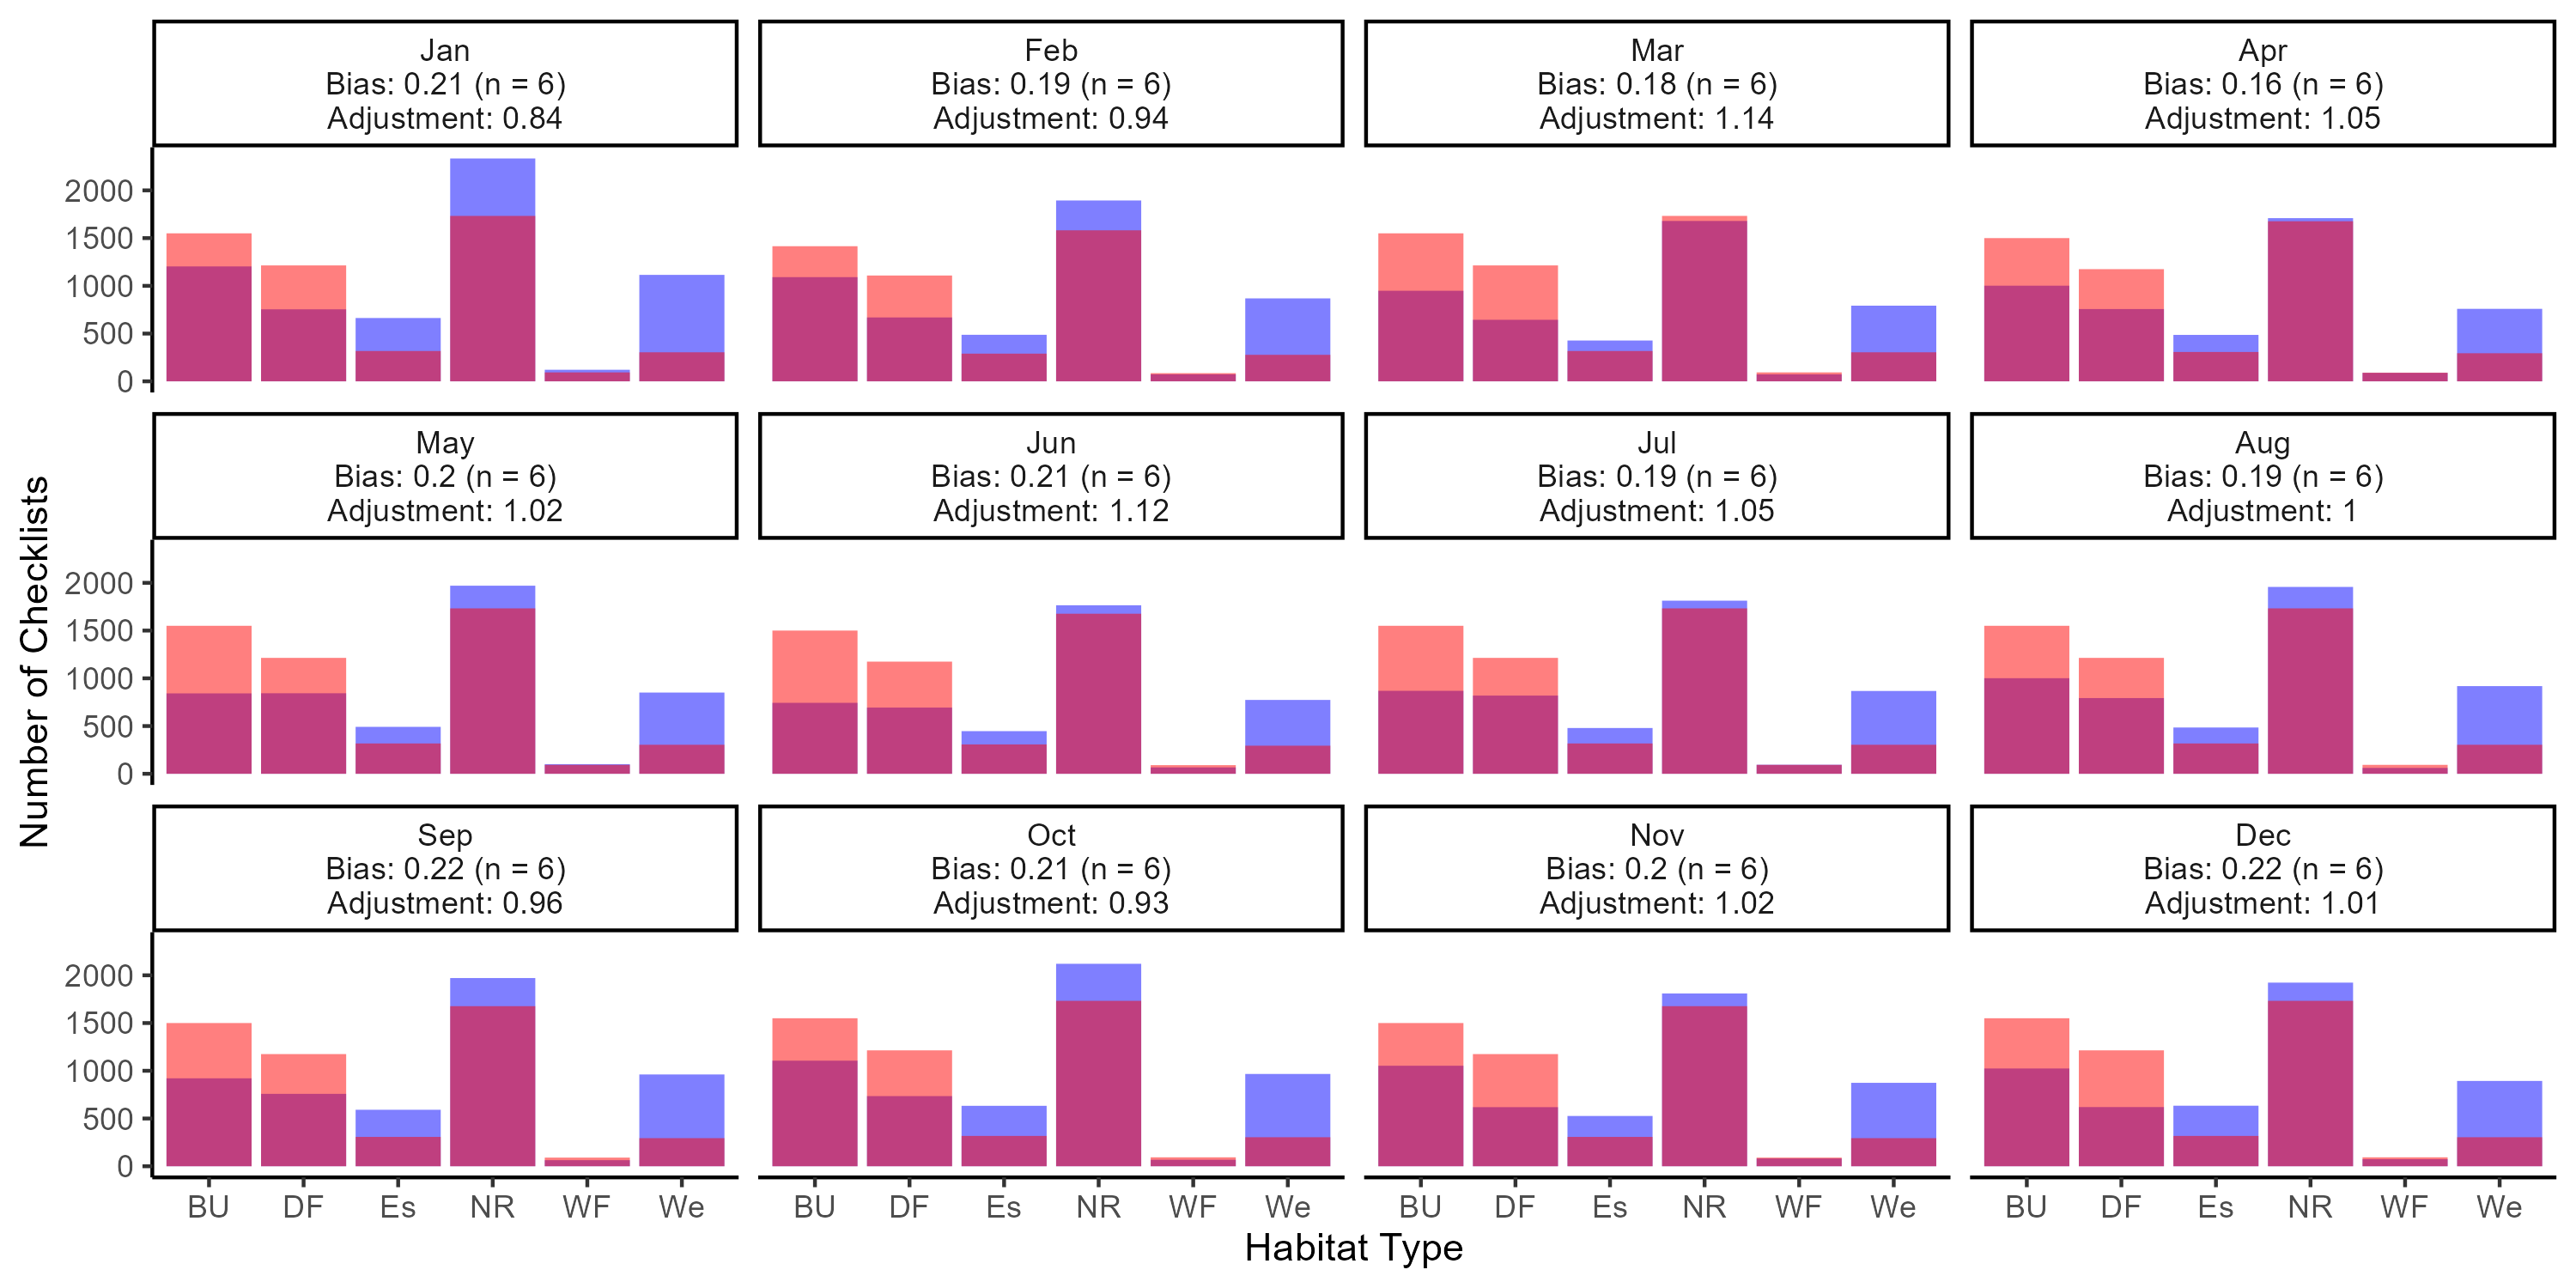 Jan
Bias: 0.21 (n = 6)
Adjustment: 0.84
Feb
Bias: 0.19 (n = 6)
Adjustment: 0.94
Mar
Bias: 0.18 (n = 6)
Adjustment: 1.14
Apr
Bias: 0.16 (n = 6)
Adjustment: 1.05
2000
1500
1000
500
0
May
Bias: 0.2 (n = 6)
Adjustment: 1.02
Jun
Bias: 0.21 (n = 6)
Adjustment: 1.12
Jul
Bias: 0.19 (n = 6)
Adjustment: 1.05
Aug
Bias: 0.19 (n = 6)
Adjustment: 1
2000
1500
1000
500
0
Number of Checklists
Sep
Bias: 0.22 (n = 6)
Adjustment: 0.96
Oct
Bias: 0.21 (n = 6)
Adjustment: 0.93
Nov
Bias: 0.2 (n = 6)
Adjustment: 1.02
Dec
Bias: 0.22 (n = 6)
Adjustment: 1.01
2000
1500
1000
500
0
BU DF Es NR WF We
BU DF Es NR WF We
BU DF Es NR WF We
BU DF Es NR WF We
Habitat Type